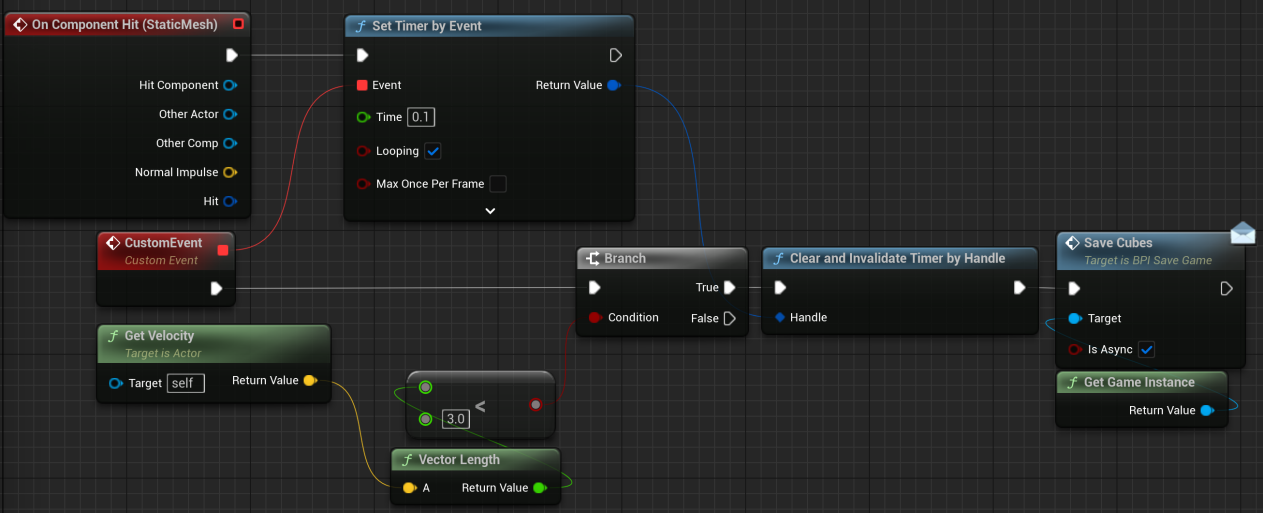 On Component Hit (StaticMesh)
Hit Component
Other Actor
Other Comp
Normal Impulse
Hit
f Set Timer by Event
Event
Return Value
Time 0.1
Looping
Max Once Per Frame
CustomEvent
Custom Event
f Get Velocity
Target is Actor
Target self
Return Value
<
3.0
f Vector Length
A
Return Value
Branch
True
Condition
False
f Clear and Invalidate Timer by Handle
Handle
Save Cubes
Target is BPI Save Game
Target
Is Async
f Get Game Instance
Return Value